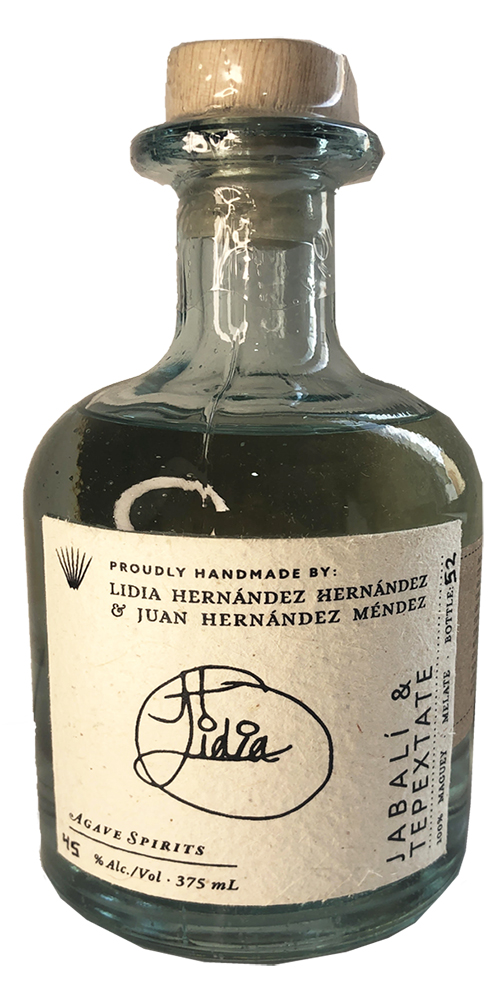 PROUDLY HANDMADE BY:
LIDIA HERNÁNDEZ HERNÁNDEZ
& JUAN HERNÁNDEZ MÉNDEZ
Lidia
AGAVE SPIRITS
45 % Alc./Vol · 375 mL
JABALÍ &
TEPEXTATE
100% MAGUEY MELATE BOTTLE: 52